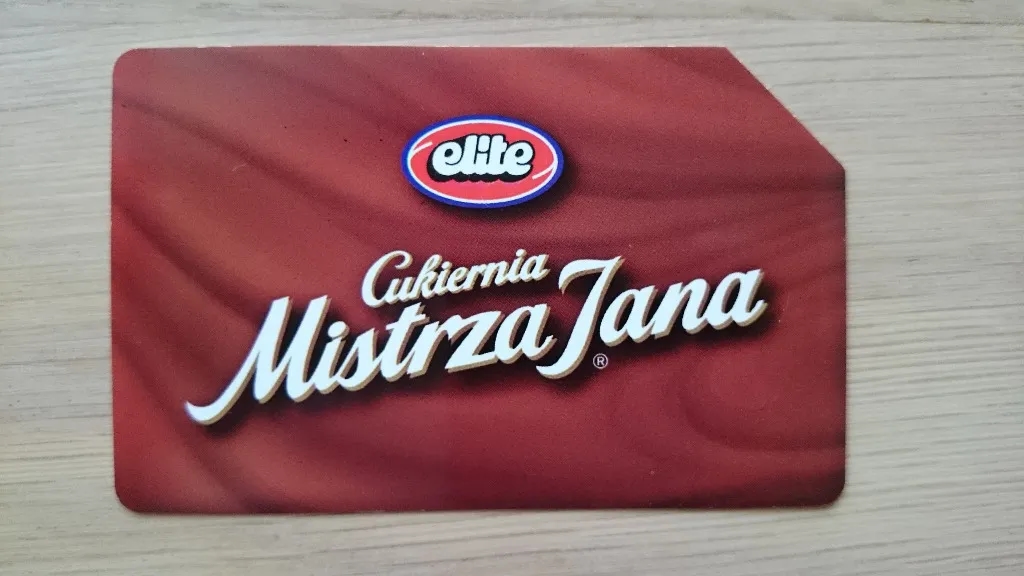 elite
Cukiernia
Mistrza Jana
®